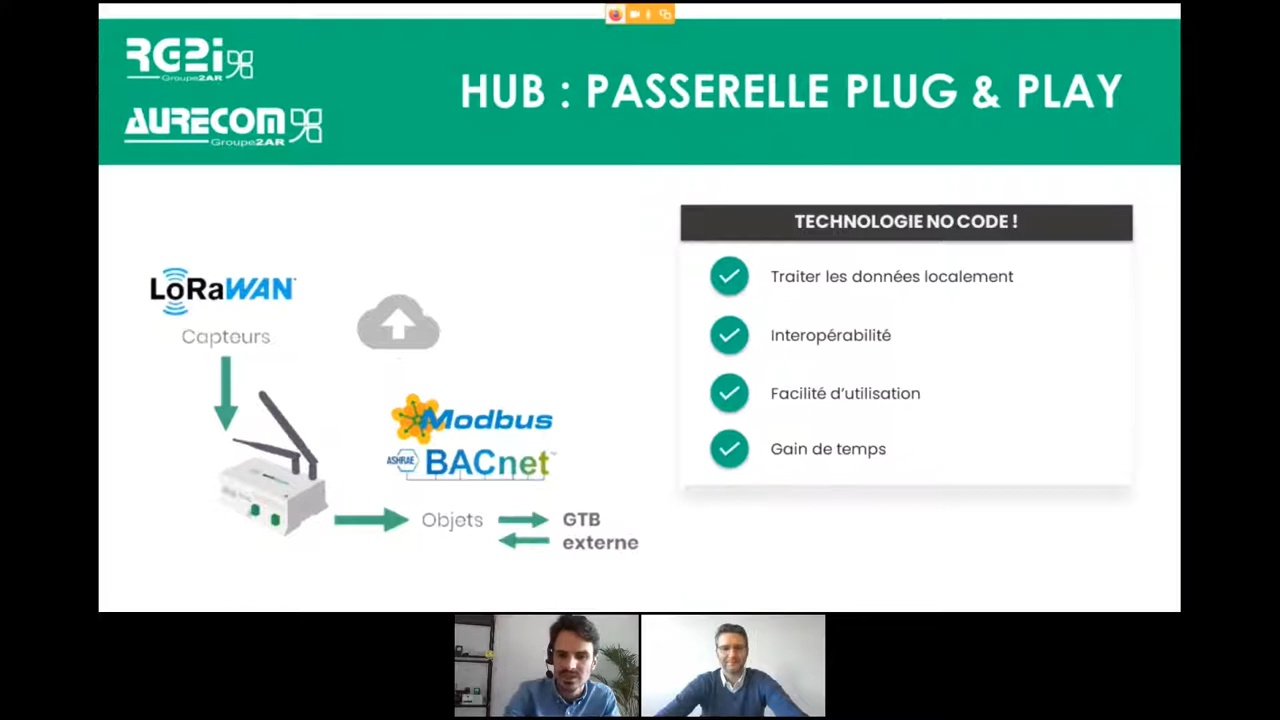 RG2i
Groupe2AR
AURECOM
Groupe2AR
HUB : PASSERELLE PLUG & PLAY
LoRaWAN
Capteurs
Modbus
ASHRAE BACnet™
Objets
GTB
externe
TECHNOLOGIE NO CODE !
Traiter les données localement
Interopérabilité
Facilité d’utilisation
Gain de temps